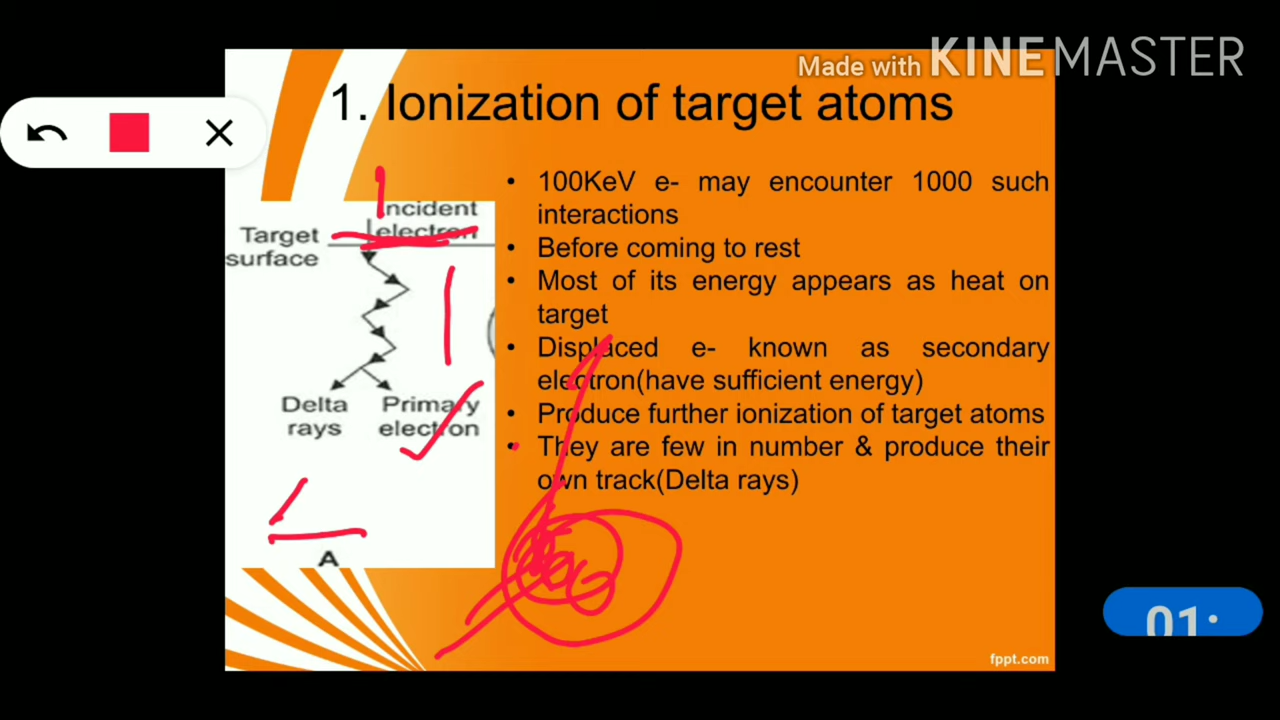 Made with KINEMASTER
1. Ionization of target atoms
Incident
electron
Target
surface
Delta
rays
Primary
electron
A
• 100KeV e- may encounter 1000 such
interactions
• Before coming to rest
• Most of its energy appears as heat on
target
• Displaced e- known as secondary
electron(have sufficient energy)
• Produce further ionization of target atoms
• They are few in number & produce their
own track(Delta rays)
01:
fppt.com